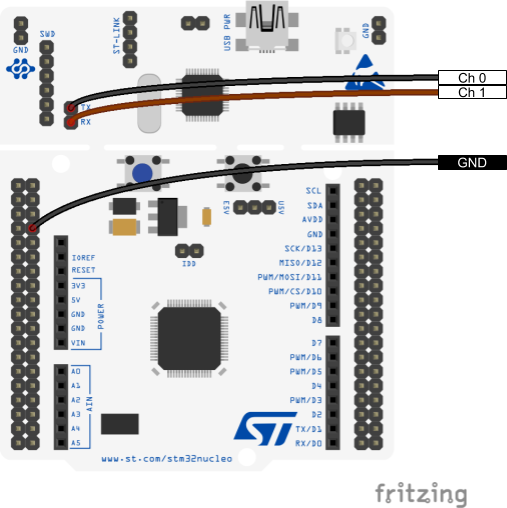 USB PWR
ST-LINK
SWD
GND
GND
TX
RX
Ch 0
Ch 1
GND
E5V
U5V
IDD
SCL
SDA
AVDD
GND
SCK/D13
MISO/D12
PWM/MOSI/D11
PWM/CS/D10
PWM/D9
D8
IOREF
RESET
3V3
5V
GND
GND
VIN
POWER
D7
PWM/D6
PWM/D5
D4
PWM/D3
D2
TX/D1
RX/D0
A0
A1
A2
A3
A4
A5
AIN
ST
www.st.com/stm32nucleo
fritzing